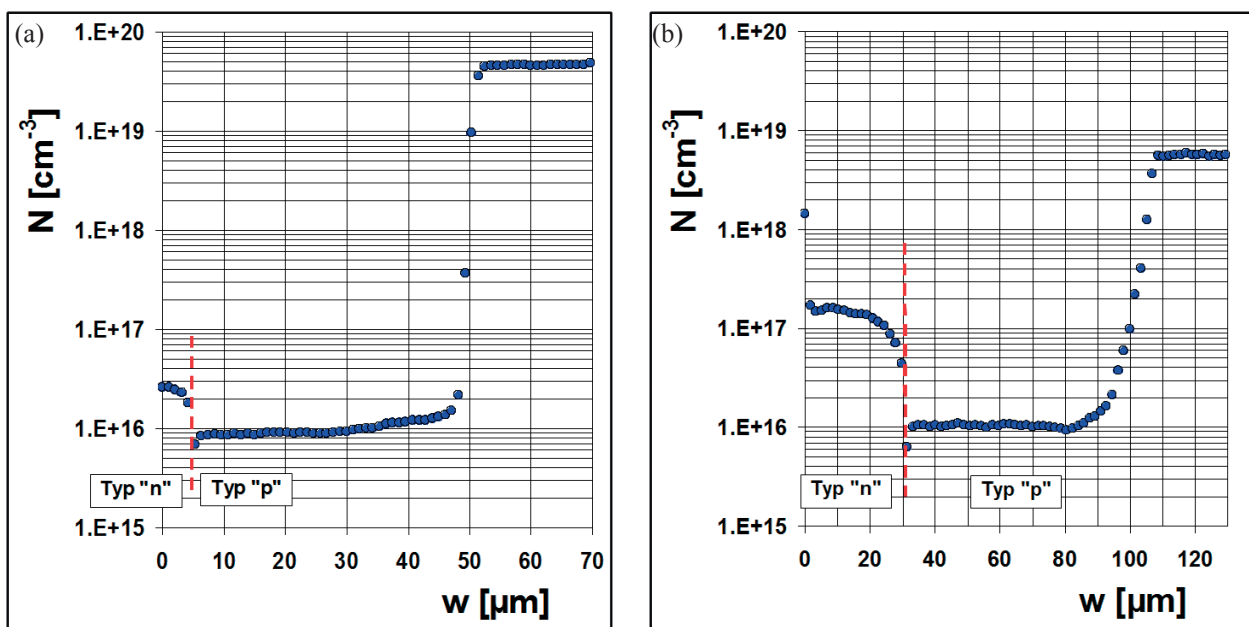 (a)
1.E+20
1.E+19
1.E+18
1.E+17
1.E+16
1.E+15
N [cm⁻³]
Typ "n"
Typ "p"
0 10 20 30 40 50 60 70
w [µm]
(b)
1.E+20
1.E+19
1.E+18
1.E+17
1.E+16
1.E+15
N [cm⁻³]
Typ "n"
Typ "p"
0 20 40 60 80 100 120
w [µm]